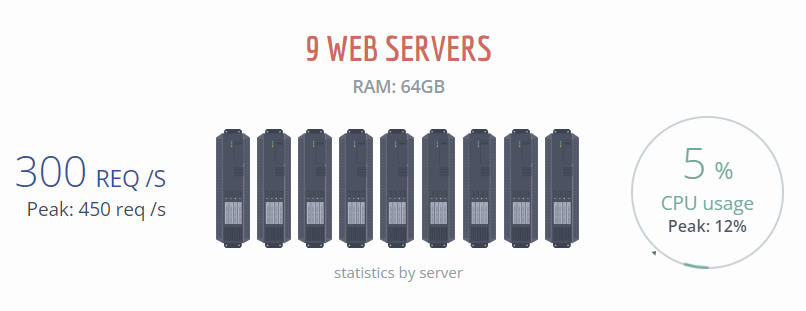 9 WEB SERVERS
RAM: 64GB
300 REQ /S
Peak: 450 req /s
5 %
CPU usage
Peak: 12%
statistics by server